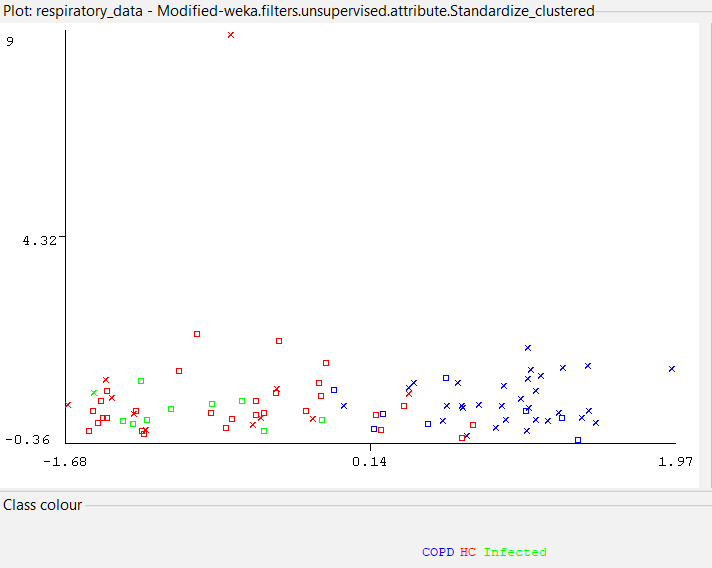 Plot: respiratory_data - Modified-weka.filters.unsupervised.attribute.Standardize_clustered
9
4.32
-0.36
-1.68 0.14 1.97
Class colour
COPD HC Infected